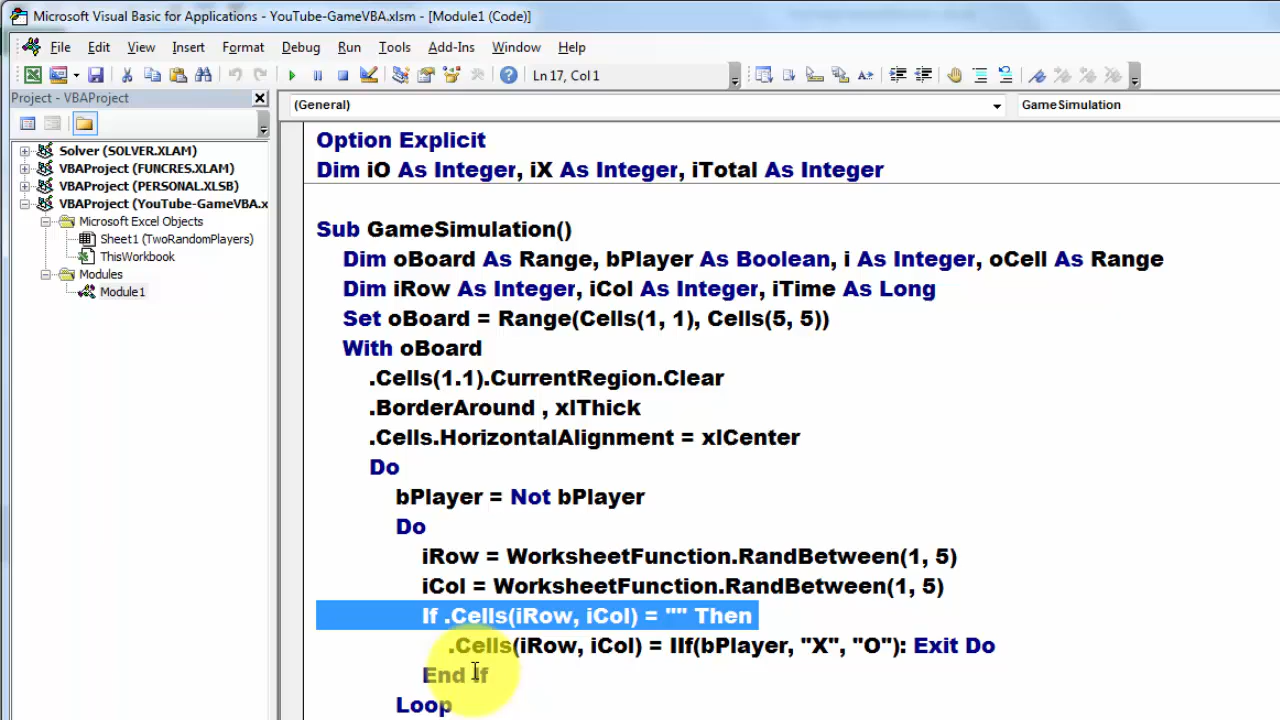 Microsoft Visual Basic for Applications - YouTube-GameVBA.xlsm - [Module1 (Code)]
File Edit View Insert Format Debug Run Tools Add-Ins Window Help
Ln 17, Col 1
Project - VBAProject
(General)
GameSimulation
Solver (SOLVER.XLAM)
VBAProject (FUNCRES.XLAM)
VBAProject (PERSONAL.XLSB)
VBAProject (YouTube-GameVBA.x
Microsoft Excel Objects
Sheet1 (TwoRandomPlayers)
ThisWorkbook
Modules
Module1
Option Explicit
Dim iO As Integer, iX As Integer, iTotal As Integer
Sub GameSimulation()
Dim oBoard As Range, bPlayer As Boolean, i As Integer, oCell As Range
Dim iRow As Integer, iCol As Integer, iTime As Long
Set oBoard = Range(Cells(1, 1), Cells(5, 5))
With oBoard
.Cells(1.1).CurrentRegion.Clear
.BorderAround , xlThick
.Cells.HorizontalAlignment = xlCenter
Do
bPlayer = Not bPlayer
Do
iRow = WorksheetFunction.RandBetween(1, 5)
iCol = WorksheetFunction.RandBetween(1, 5)
If .Cells(iRow, iCol) = "" Then
.Cells(iRow, iCol) = IIf(bPlayer, "X", "O"): Exit Do
End If
Loop